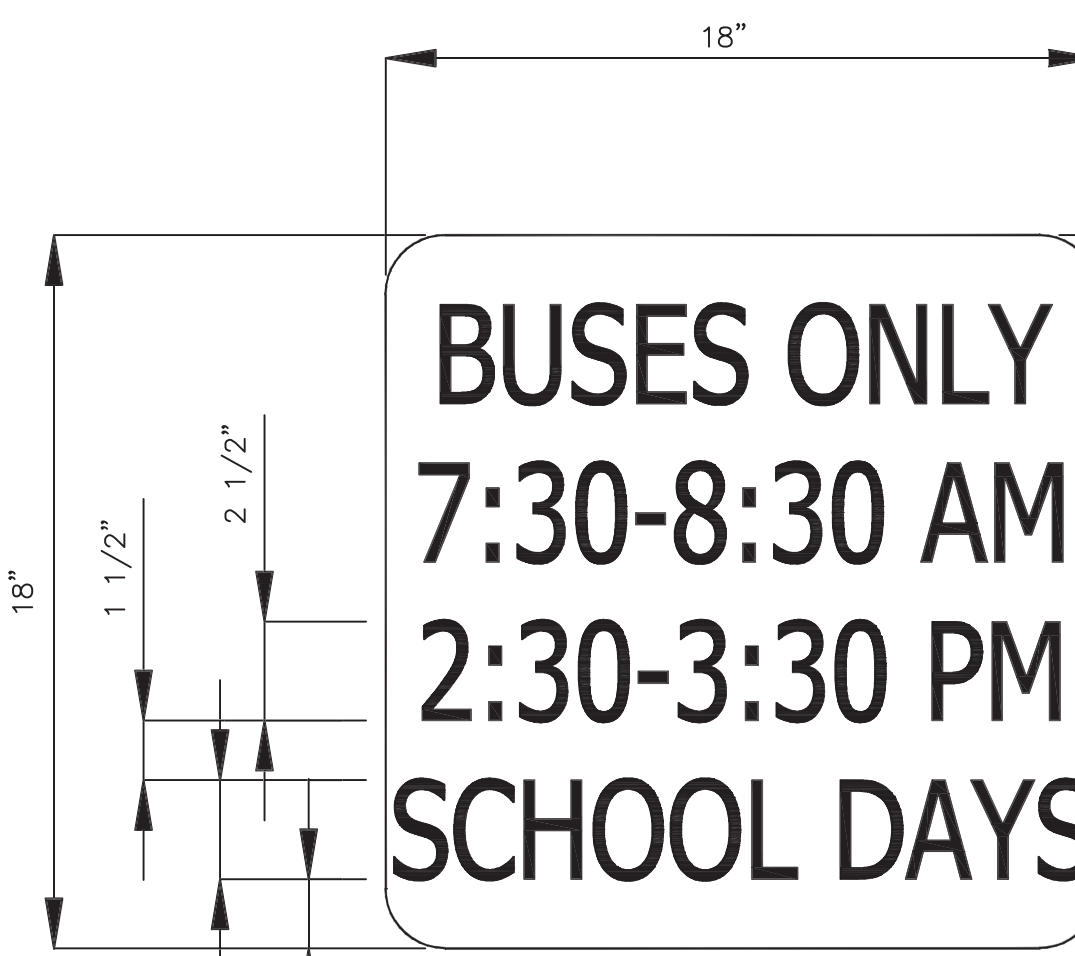 18”
BUSES ONLY
7:30-8:30 AM
2:30-3:30 PM
SCHOOL DAYS
18”
1 1/2”
2 1/2”